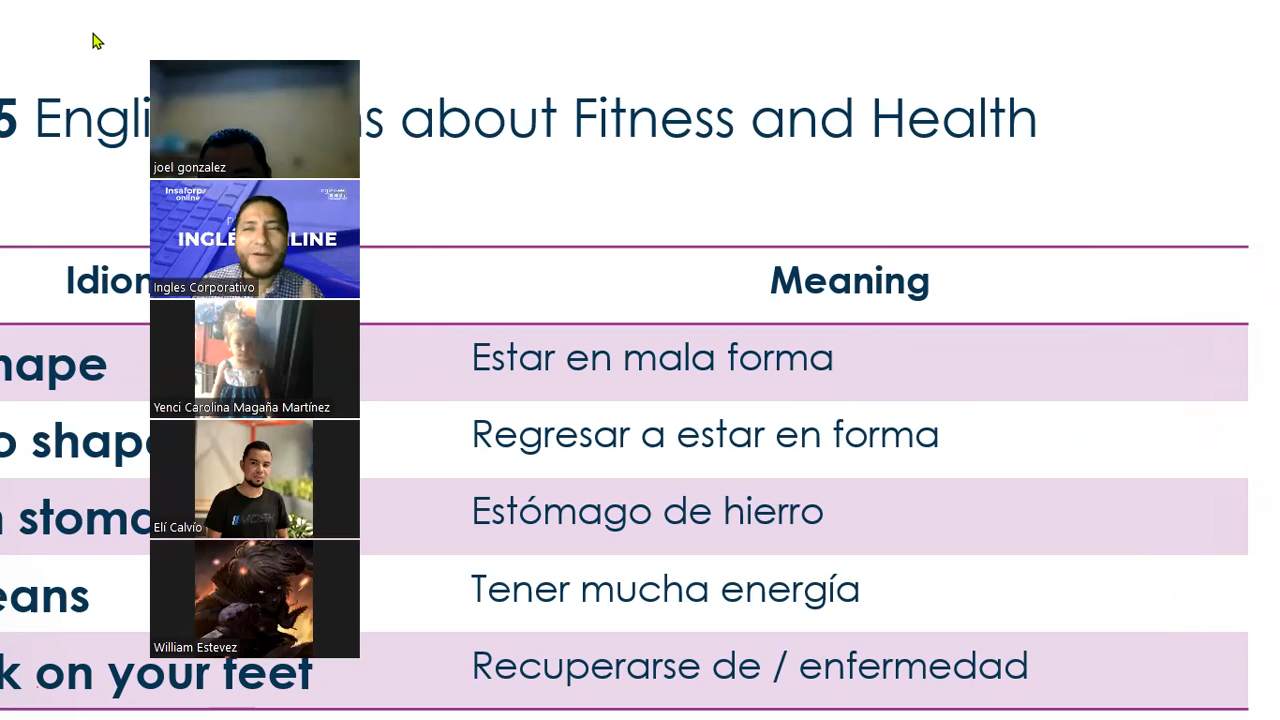 5 Engli s about Fitness and Health
joel gonzalez
Insaforp
online
INGLÉ LINE
Ingles Corporativo
Idiom Meaning
hape Estar en mala forma
Yenci Carolina Magaña Martínez
o shape Regresar a estar en forma
n stoma Estómago de hierro
Elí Calvío
eans Tener mucha energía
William Estevez
k on your feet Recuperarse de / enfermedad